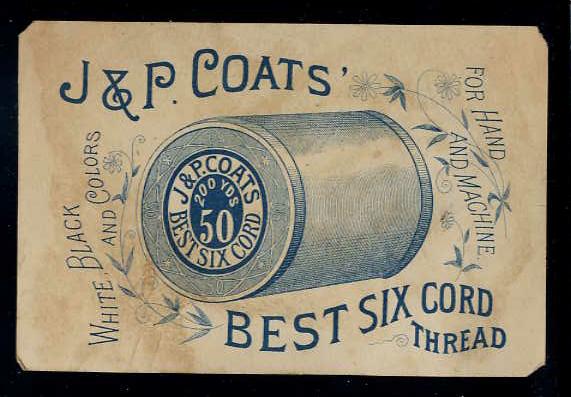 J & P. COATS'
WHITE, BLACK
AND COLORS
FOR HAND
AND MACHINE.
J. & P. COATS
200 YDS
50
BEST SIX CORD
50
BEST SIX CORD
THREAD